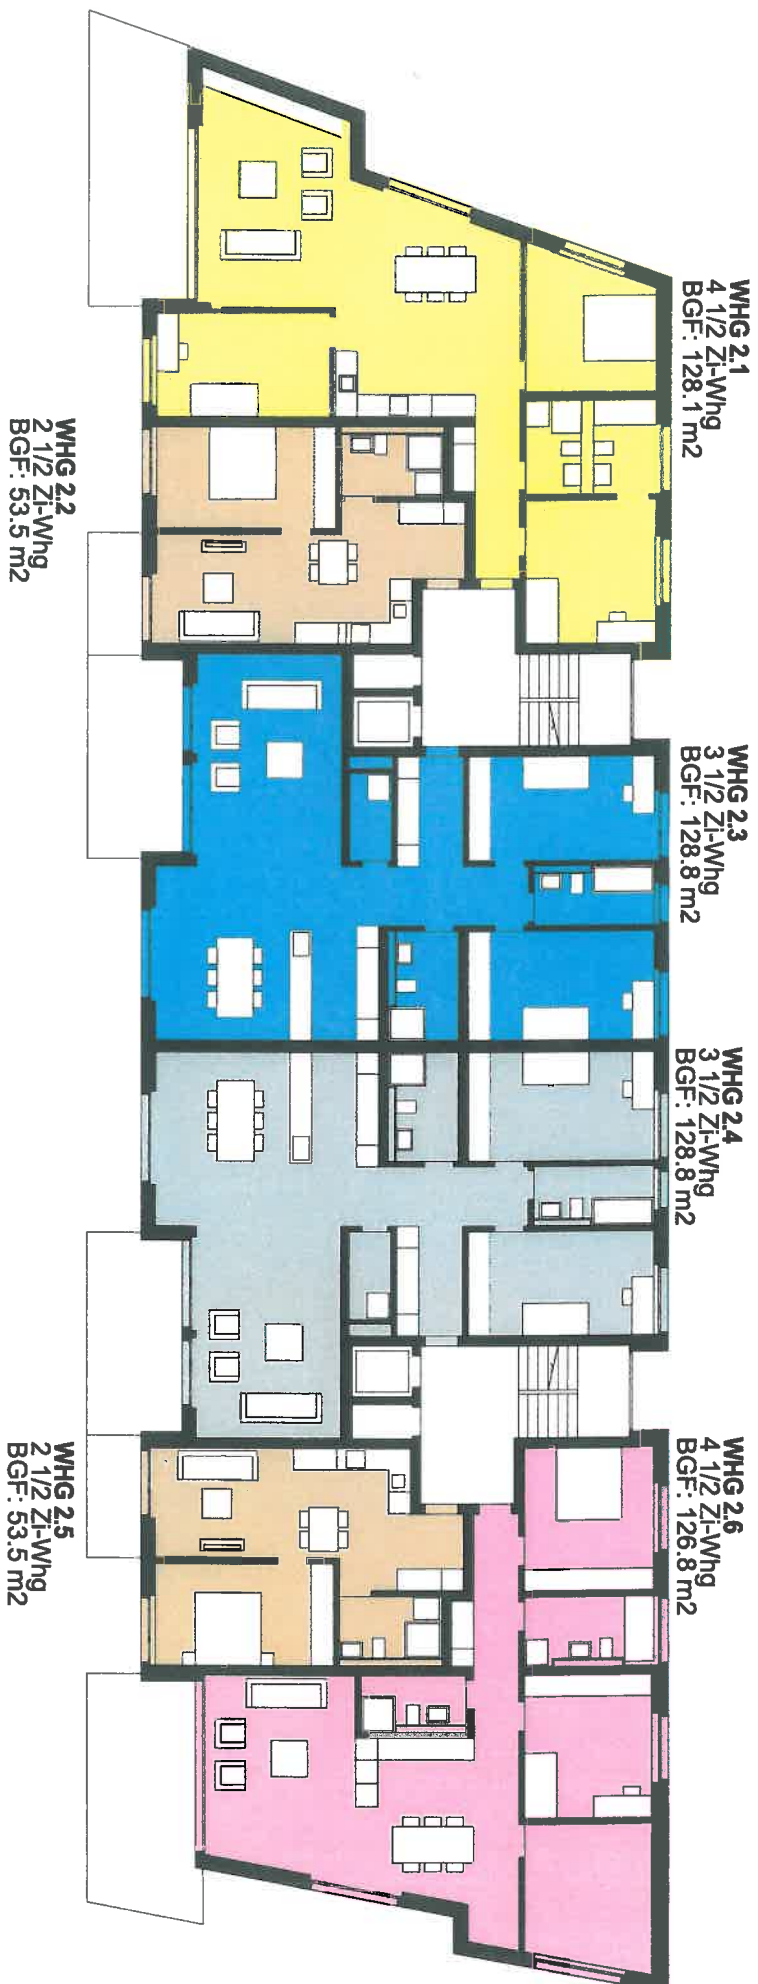 WHG 2.1
4 1/2 Zi-Whg
BGF: 128.1 m2
WHG 2.2
2 1/2 Zi-Whg
BGF: 53.5 m2
WHG 2.3
3 1/2 Zi-Whg
BGF: 128.8 m2
WHG 2.4
3 1/2 Zi-Whg
BGF: 128.8 m2
WHG 2.5
2 1/2 Zi-Whg
BGF: 53.5 m2
WHG 2.6
4 1/2 Zi-Whg
BGF: 126.8 m2